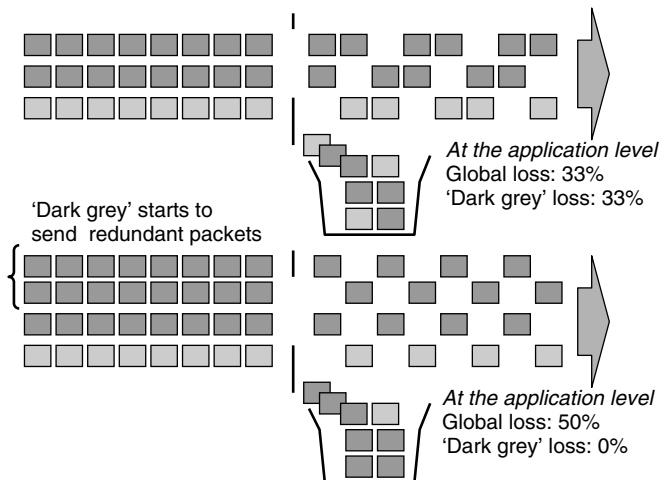 At the application level
Global loss: 33%
'Dark grey' loss: 33%
'Dark grey' starts to
send redundant packets
At the application level
Global loss: 50%
'Dark grey' loss: 0%